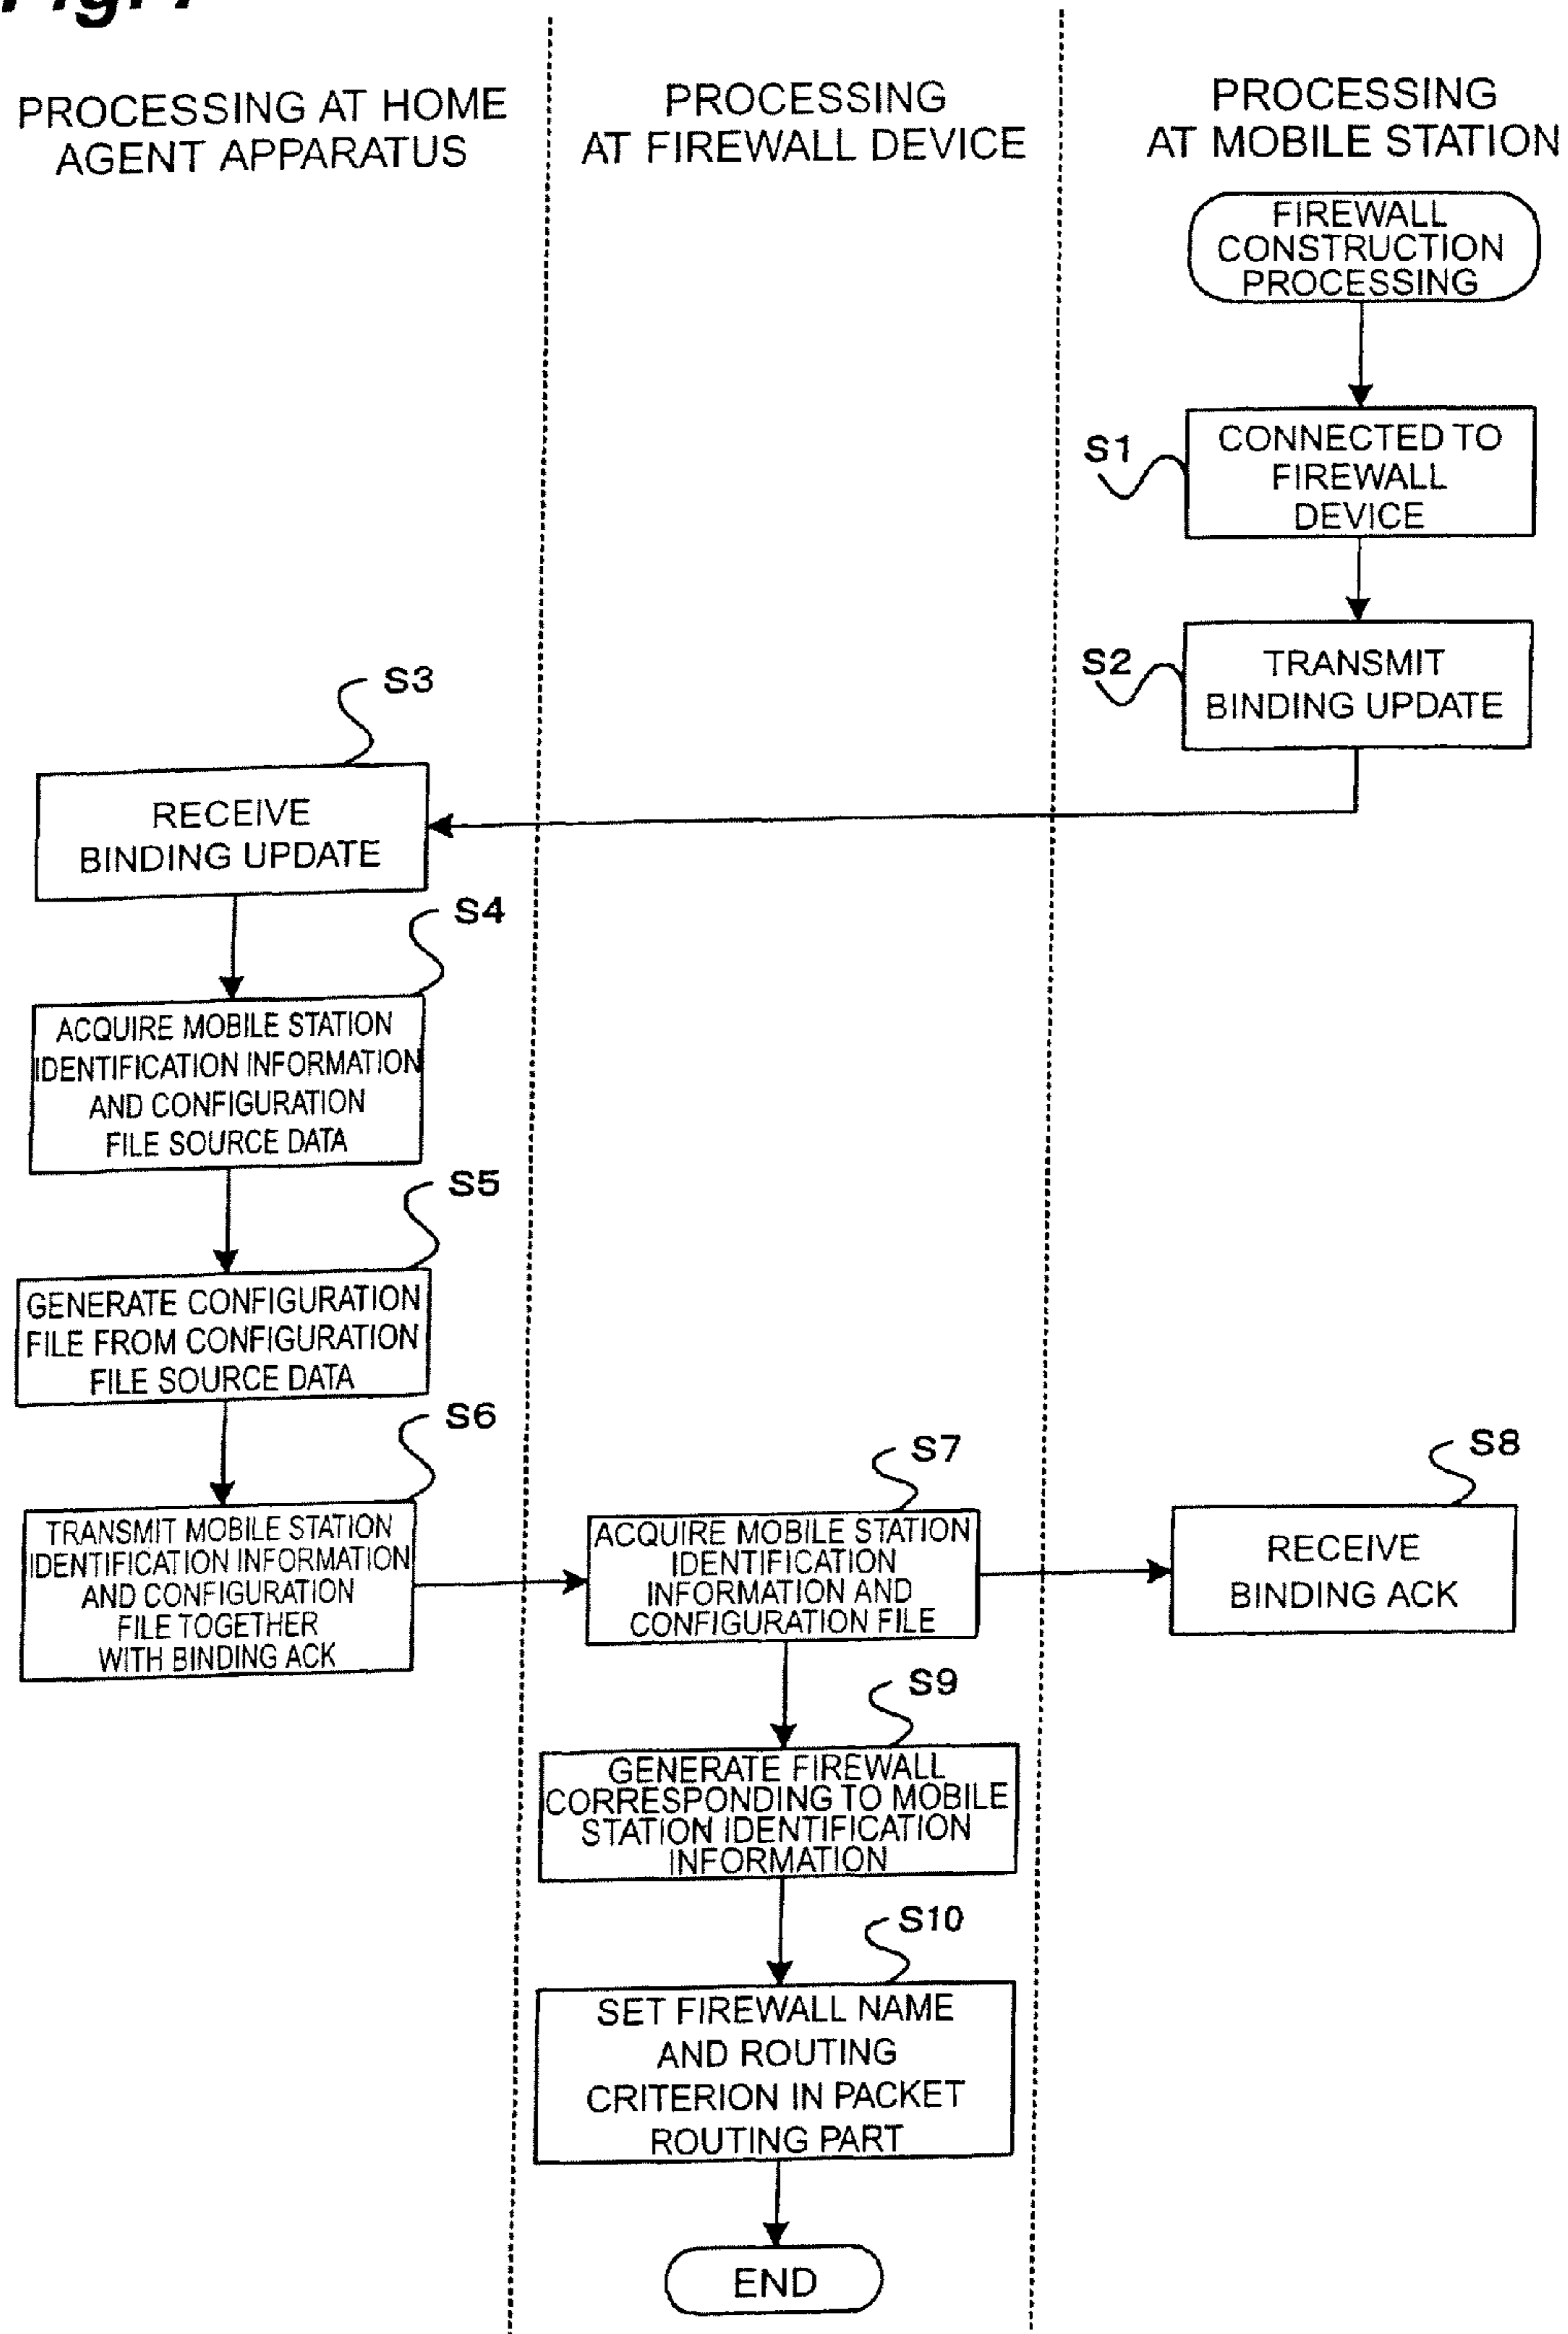 PROCESSING AT HOME
AGENT APPARATUS
PROCESSING
AT FIREWALL DEVICE
PROCESSING
AT MOBILE STATION
FIREWALL
CONSTRUCTION
PROCESSING
S1
CONNECTED TO
FIREWALL
DEVICE
S2
TRANSMIT
BINDING UPDATE
S3
RECEIVE
BINDING UPDATE
S4
ACQUIRE MOBILE STATION
IDENTIFICATION INFORMATION
AND CONFIGURATION
FILE SOURCE DATA
S5
GENERATE CONFIGURATION
FILE FROM CONFIGURATION
FILE SOURCE DATA
S6
TRANSMIT MOBILE STATION
IDENTIFICATION INFORMATION
AND CONFIGURATION
FILE TOGETHER
WITH BINDING ACK
S7
ACQUIRE MOBILE STATION
IDENTIFICATION
INFORMATION AND
CONFIGURATION FILE
S8
RECEIVE
BINDING ACK
S9
GENERATE FIREWALL
CORRESPONDING TO MOBILE
STATION IDENTIFICATION
INFORMATION
S10
SET FIREWALL NAME
AND ROUTING
CRITERION IN PACKET
ROUTING PART
END